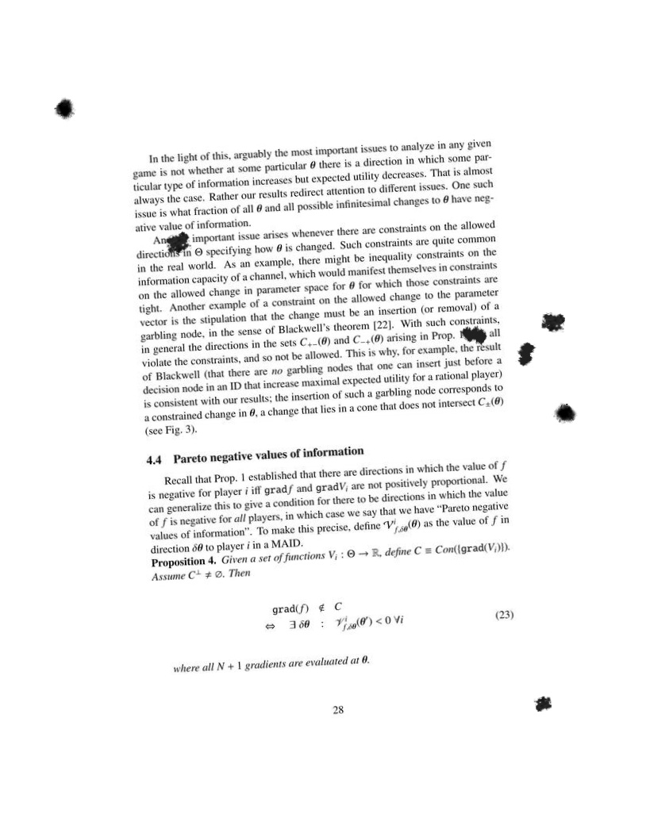 In the light of this, arguably the most important issues to analyze in any given
game is not whether at some particular θ there is a direction in which some par-
ticular type of information increases but expected utility decreases. That is almost
always the case. Rather our results redirect attention to different issues. One such
issue is what fraction of all θ and all possible infinitesimal changes to θ have neg-
ative value of information.
important issue arises whenever there are constraints on the allowed
directions in Θ specifying how θ is changed. Such constraints are quite common
in the real world. As an example, there might be inequality constraints on the
information capacity of a channel, which would manifest themselves in constraints
on the allowed change in parameter space for θ for which those constraints are
tight. Another example of a constraint on the allowed change to the parameter
vector is the stipulation that the change must be an insertion (or removal) of a
garbling node, in the sense of Blackwell's theorem [22]. With such constraints,
in general the directions in the sets C₊₋(θ) and C₋₊(θ) arising in Prop. all
violate the constraints, and so not be allowed. This is why, for example, the result
of Blackwell (that there are no garbling nodes that one can insert just before a
decision node in an ID that increase maximal expected utility for a rational player)
is consistent with our results; the insertion of such a garbling node corresponds to
a constrained change in θ, a change that lies in a cone that does not intersect C±(θ)
(see Fig. 3).
4.4 Pareto negative values of information
Recall that Prop. 1 established that there are directions in which the value of f
is negative for player i iff gradf and gradVᵢ are not positively proportional. We
can generalize this to give a condition for there to be directions in which the value
of f is negative for all players, in which case we say that we have "Pareto negative
values of information". To make this precise, define 𝒱ⁱ_{f,δθ}(θ) as the value of f in
direction δθ to player i in a MAID.
Proposition 4. Given a set of functions Vᵢ : Θ → ℝ, define C ≡ Con({grad(Vᵢ)}).
Assume C^⊥ ≠ ∅. Then
grad(f) ∉ C
⇔ ∃ δθ : 𝒱ⁱ_{f,δθ}(θ') < 0 ∀i (23)
where all N + 1 gradients are evaluated at θ.
28